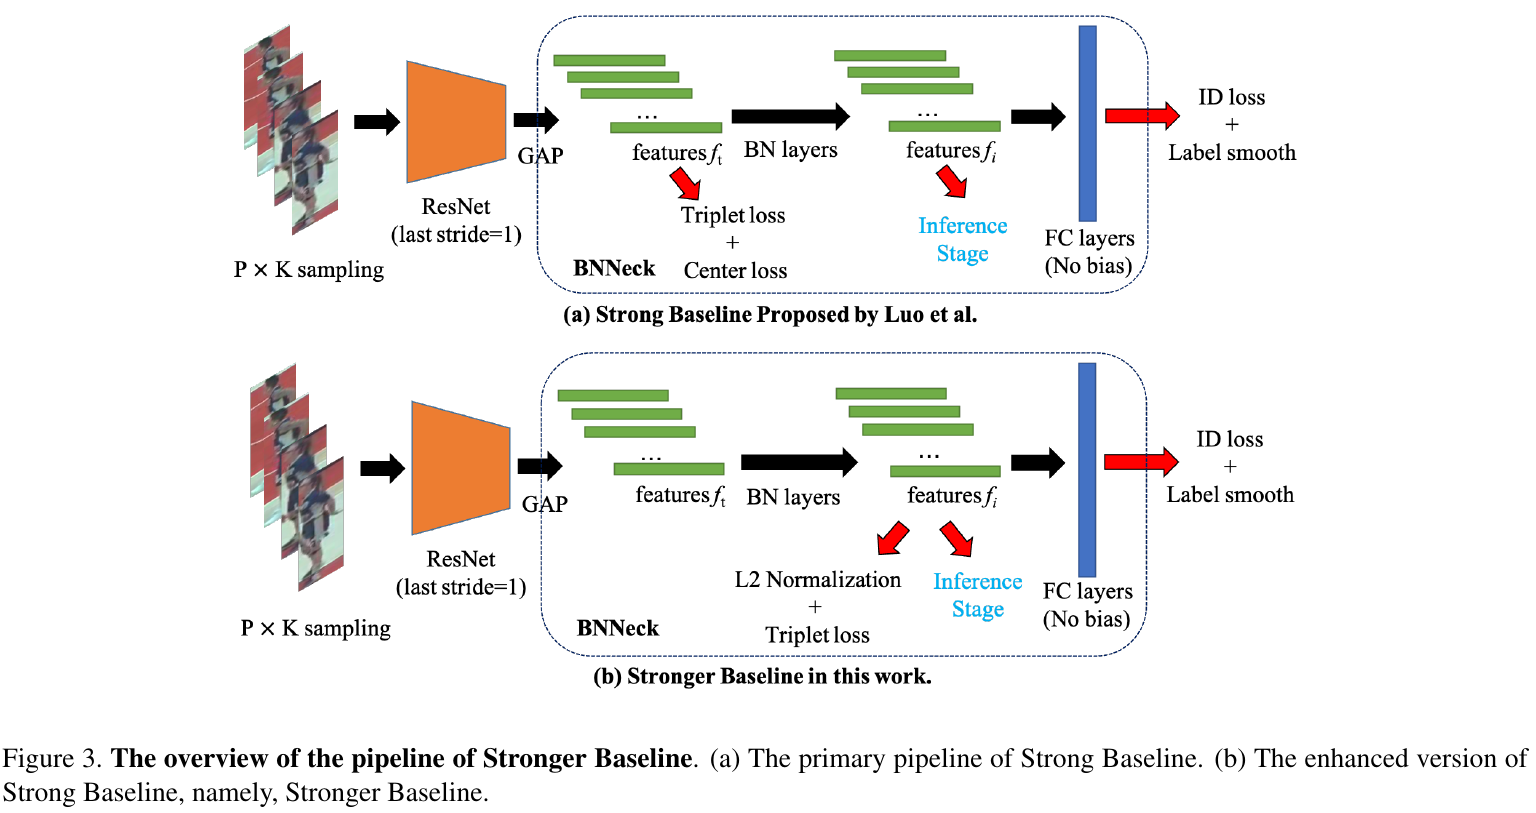 GAP
...
features ft
BN layers
...
features fi
ID loss
+
Label smooth
ResNet
(last stride=1)
Triplet loss
+
Center loss
Inference
Stage
FC layers
(No bias)
P × K sampling
BNNeck
(a) Strong Baseline Proposed by Luo et al.
GAP
...
features ft
BN layers
...
features fi
ID loss
+
Label smooth
ResNet
(last stride=1)
L2 Normalization
+
Triplet loss
Inference
Stage
FC layers
(No bias)
P × K sampling
BNNeck
(b) Stronger Baseline in this work.
Figure 3. The overview of the pipeline of Stronger Baseline. (a) The primary pipeline of Strong Baseline. (b) The enhanced version of
Strong Baseline, namely, Stronger Baseline.